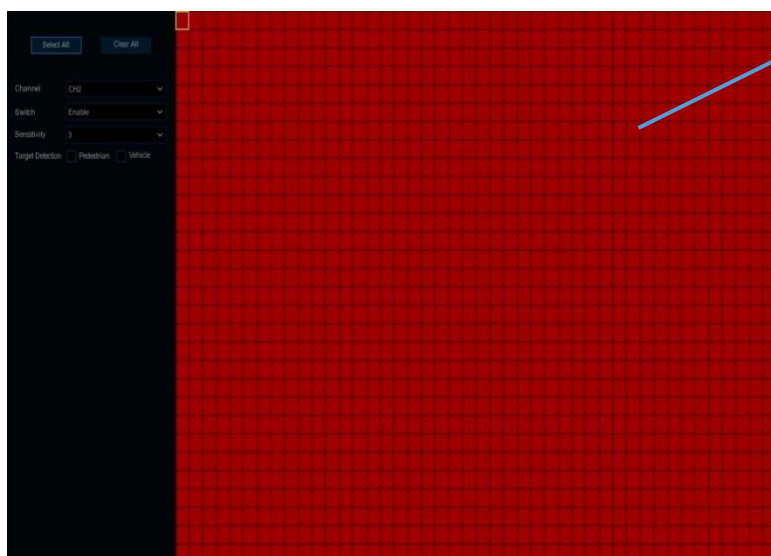 Select All Clear All
Channel CH2
Switch Enable
Sensitivity 3
Target Detection Pedestrian Vehicle